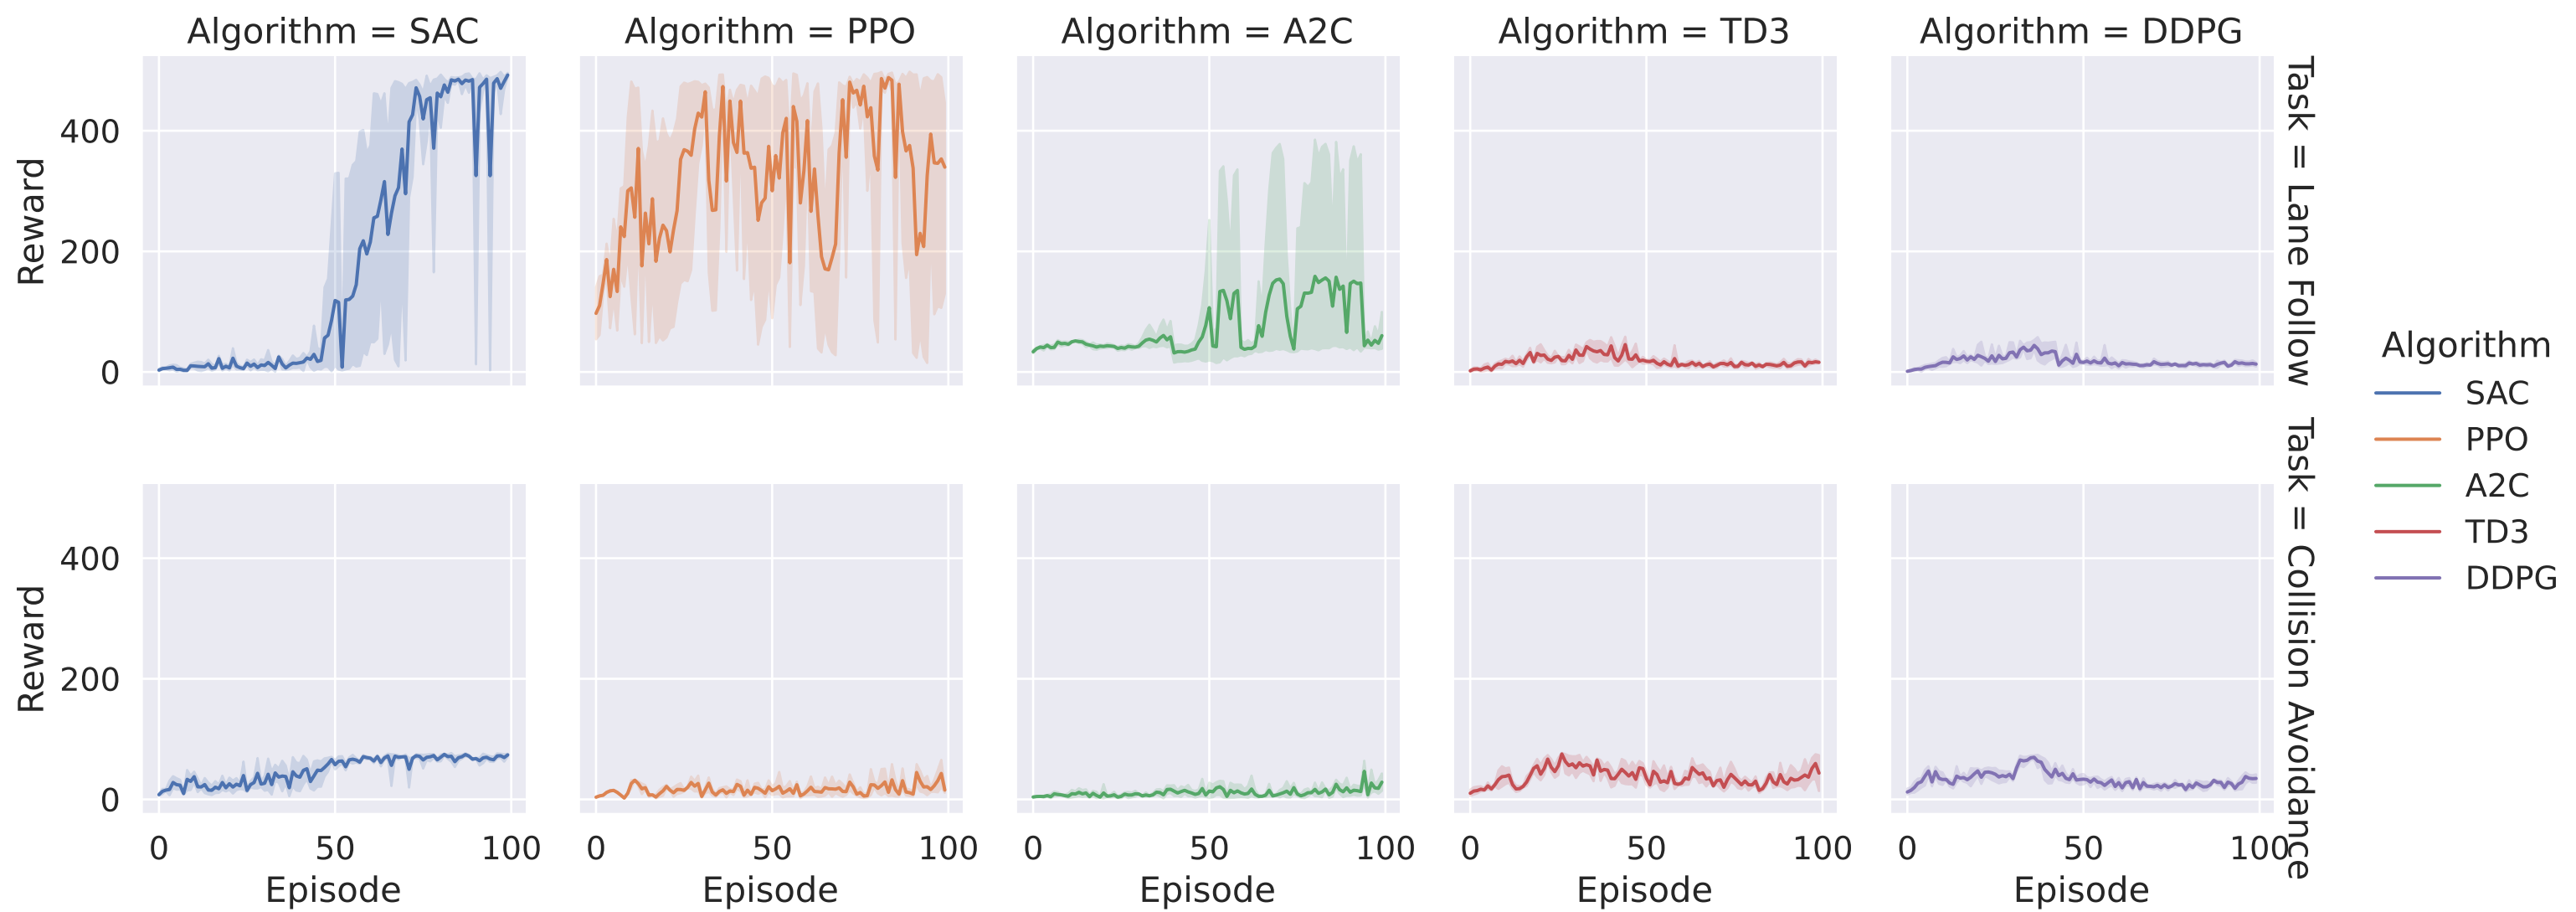 Algorithm = SAC
Algorithm = PPO
Algorithm = A2C
Algorithm = TD3
Algorithm = DDPG
Reward
400
200
0
Task = Lane Follow
Reward
400
200
0
Task = Collision Avoidance
0 50 100
0 50 100
0 50 100
0 50 100
0 50 100
Episode
Episode
Episode
Episode
Episode
Algorithm
SAC
PPO
A2C
TD3
DDPG